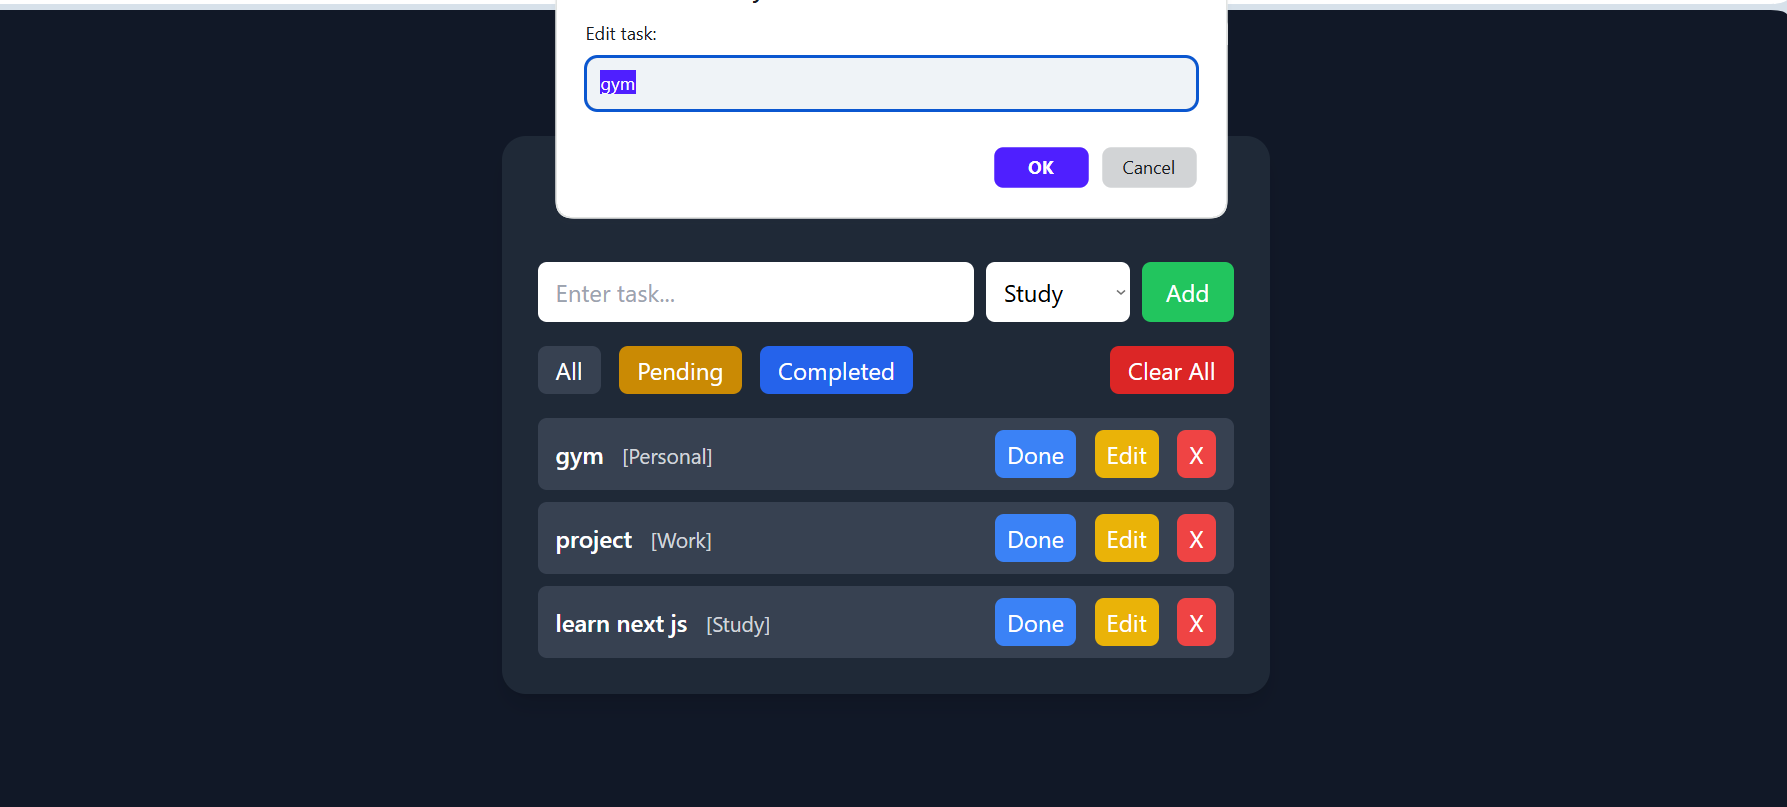 Edit task:
gym
OK Cancel
Enter task... Study Add
All Pending Completed Clear All
gym [Personal] Done Edit X
project [Work] Done Edit X
learn next js [Study] Done Edit X